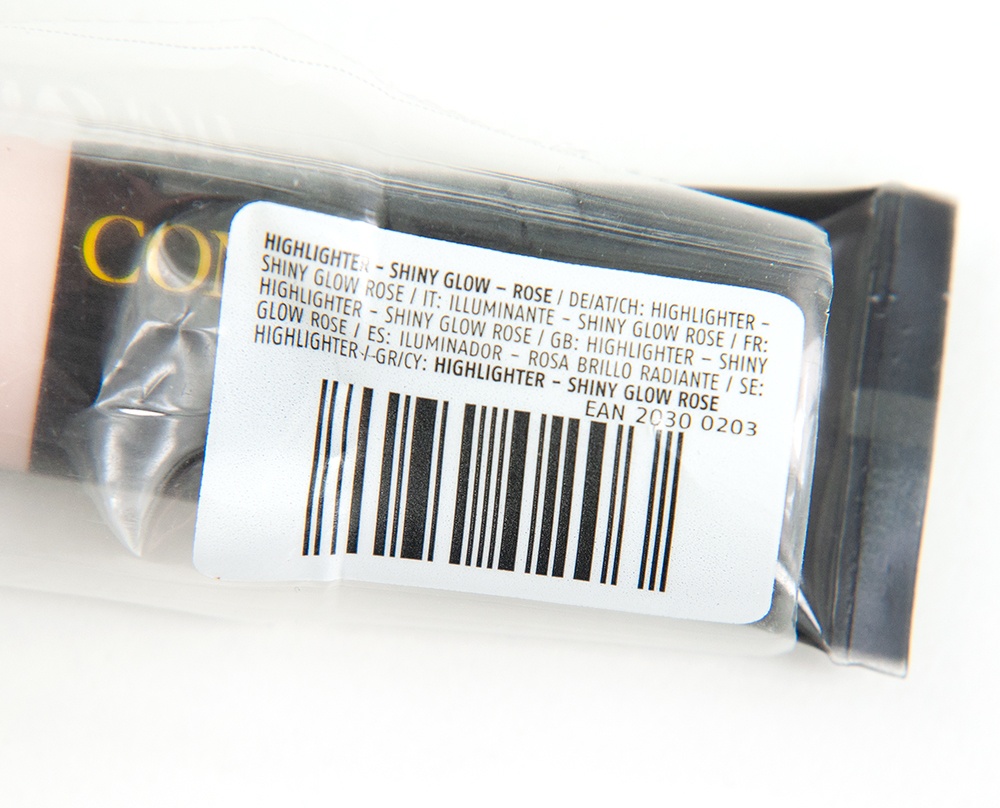 CON
HIGHLIGHTER – SHINY GLOW – ROSE / DE/AT/CH: HIGHLIGHTER –
SHINY GLOW ROSE / IT: ILLUMINANTE – SHINY GLOW ROSE / FR:
HIGHLIGHTER – SHINY GLOW ROSE / GB: HIGHLIGHTER – SHINY
GLOW ROSE / ES: ILUMINADOR – ROSA BRILLO RADIANTE / SE:
HIGHLIGHTER / GR/CY: HIGHLIGHTER – SHINY GLOW ROSE
EAN 2030 0203